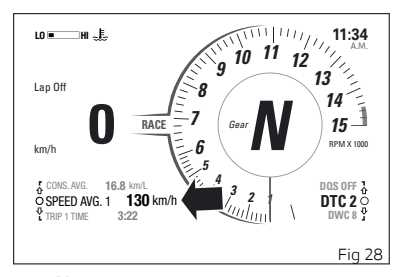 LO HI
11:34
A.M.
Lap Off
0
km/h
RACE
Gear
N
1
2
3
4
5
6
7
8
9
10
11
12
13
14
15
RPM X 1000
CONS. AVG. 16.8 km/L
SPEED AVG. 1 130 km/h
TRIP 1 TIME 3:22
DQS OFF
DTC 2
DWC 8
Fig 28